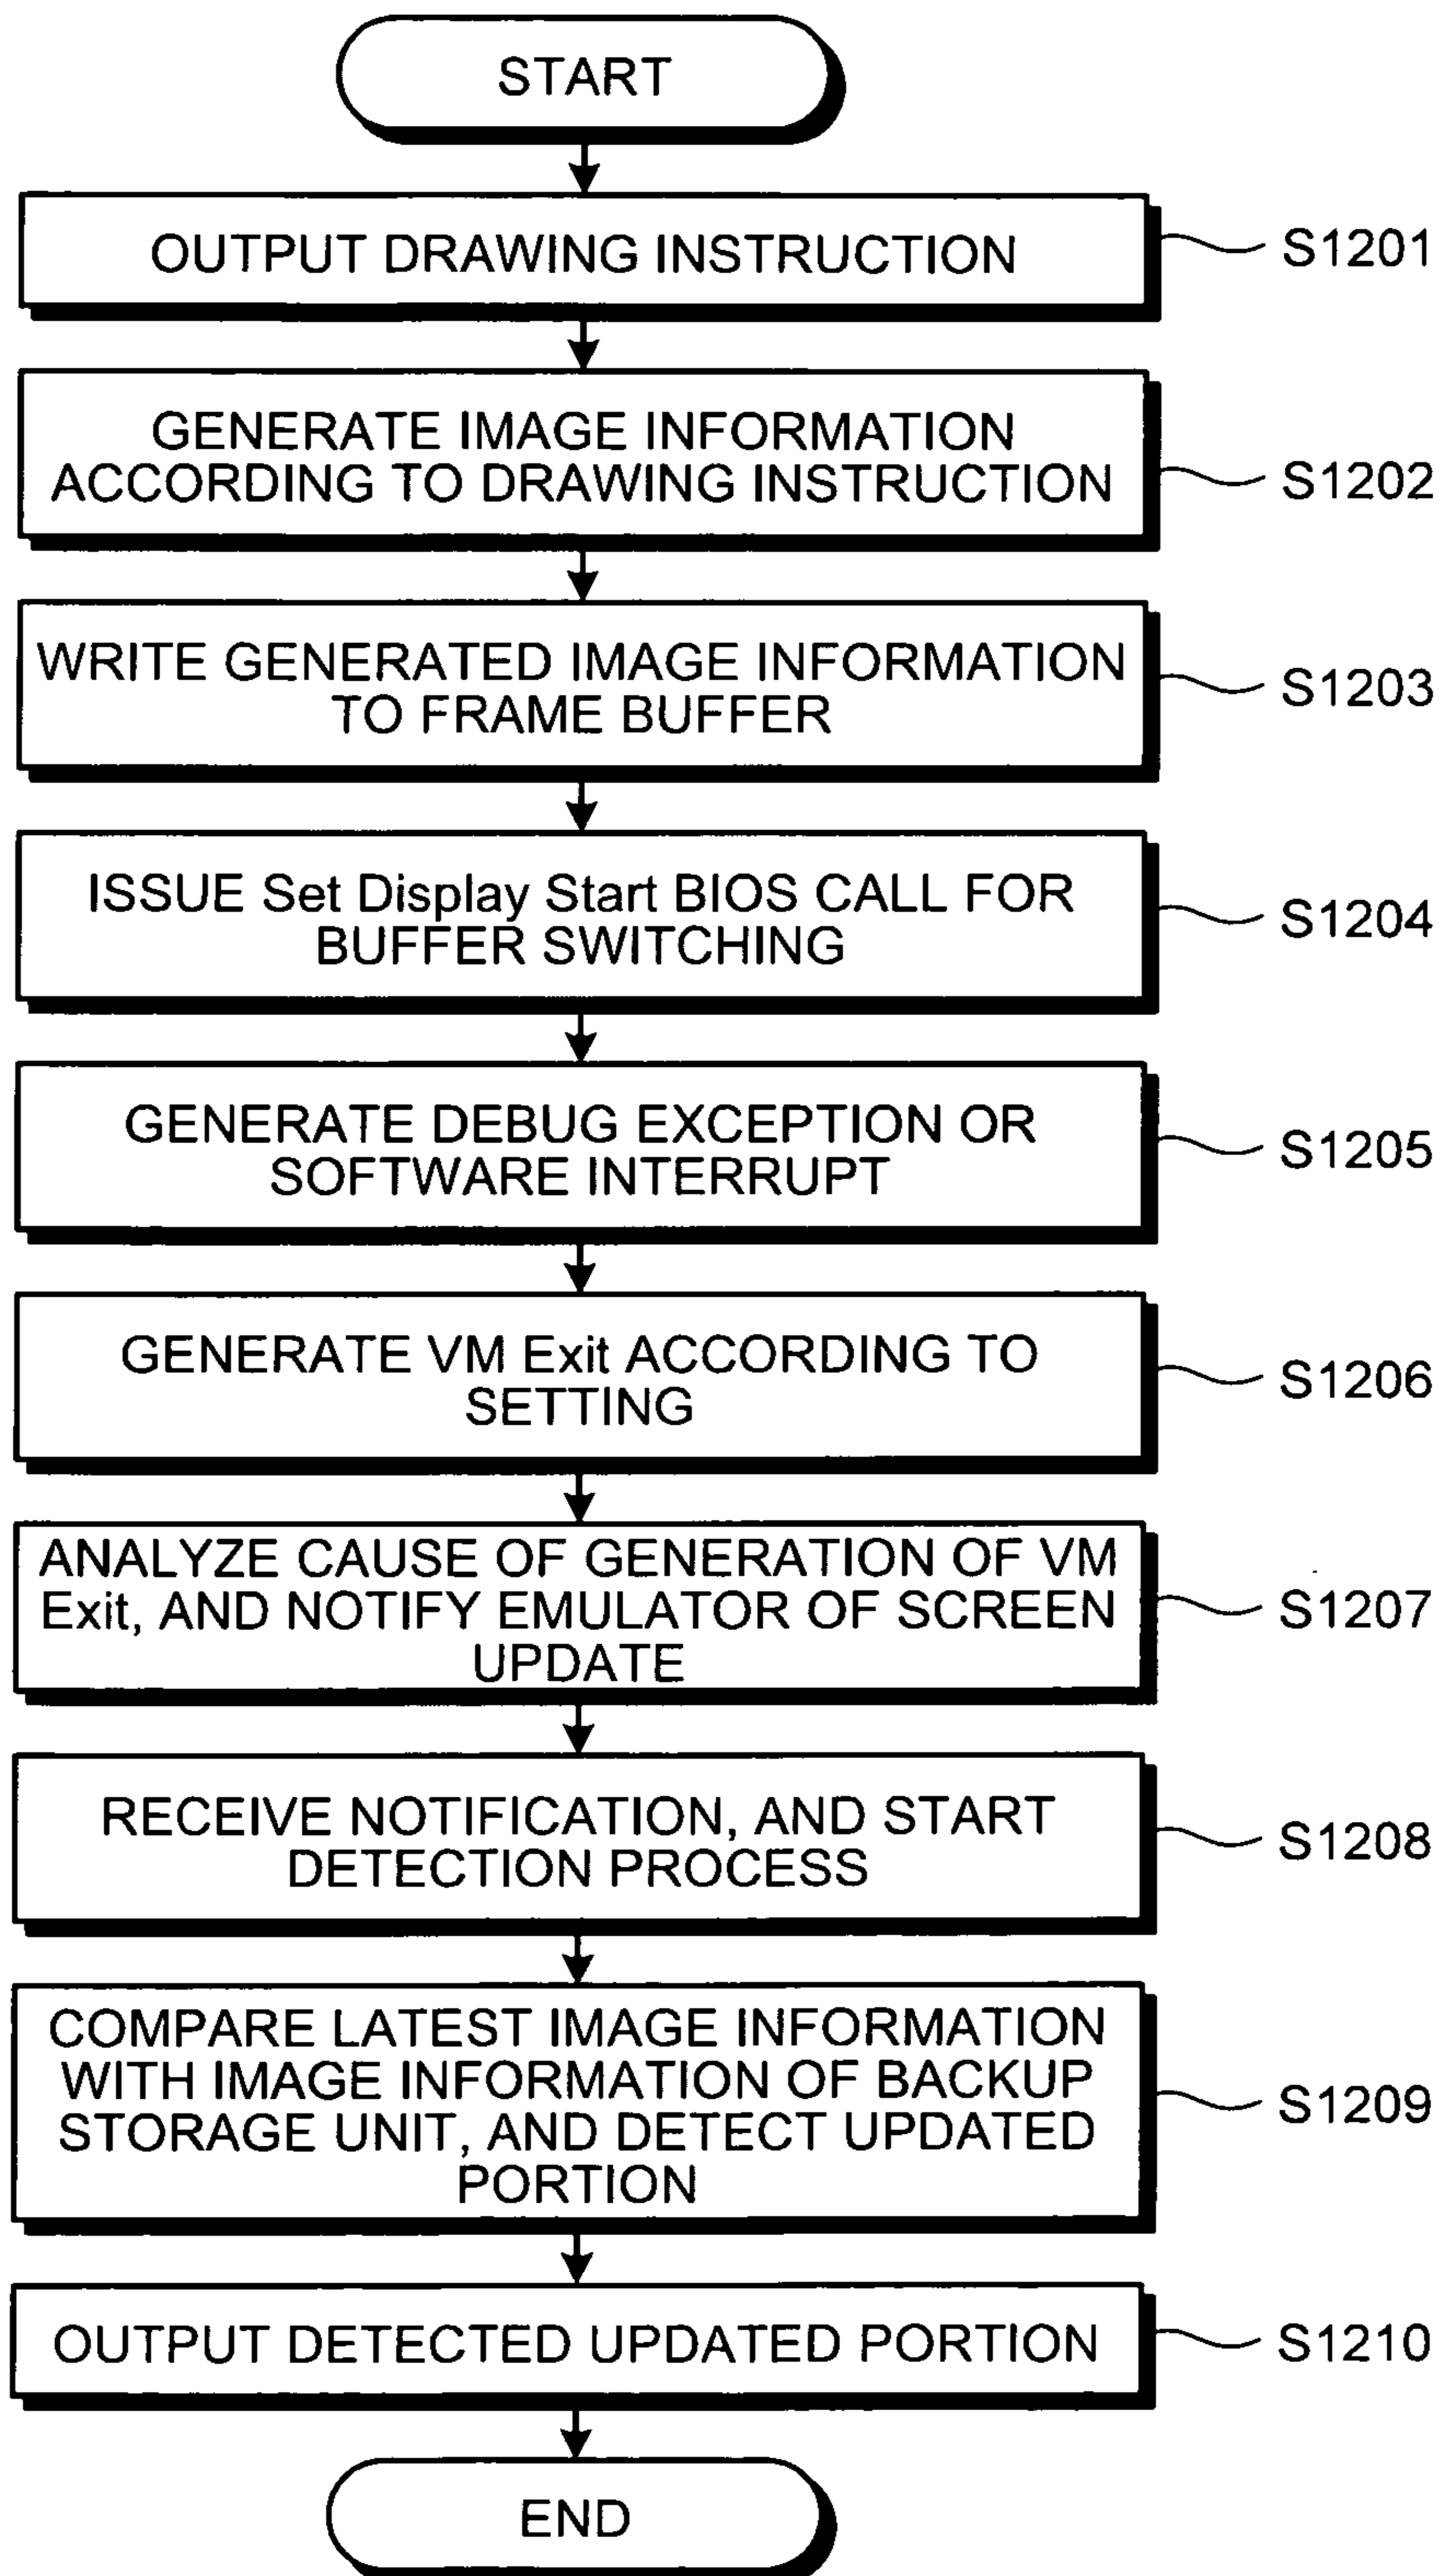 START
OUTPUT DRAWING INSTRUCTION
S1201
GENERATE IMAGE INFORMATION
ACCORDING TO DRAWING INSTRUCTION
S1202
WRITE GENERATED IMAGE INFORMATION
TO FRAME BUFFER
S1203
ISSUE Set Display Start BIOS CALL FOR
BUFFER SWITCHING
S1204
GENERATE DEBUG EXCEPTION OR
SOFTWARE INTERRUPT
S1205
GENERATE VM Exit ACCORDING TO
SETTING
S1206
ANALYZE CAUSE OF GENERATION OF VM
Exit, AND NOTIFY EMULATOR OF SCREEN
UPDATE
S1207
RECEIVE NOTIFICATION, AND START
DETECTION PROCESS
S1208
COMPARE LATEST IMAGE INFORMATION
WITH IMAGE INFORMATION OF BACKUP
STORAGE UNIT, AND DETECT UPDATED
PORTION
S1209
OUTPUT DETECTED UPDATED PORTION
S1210
END